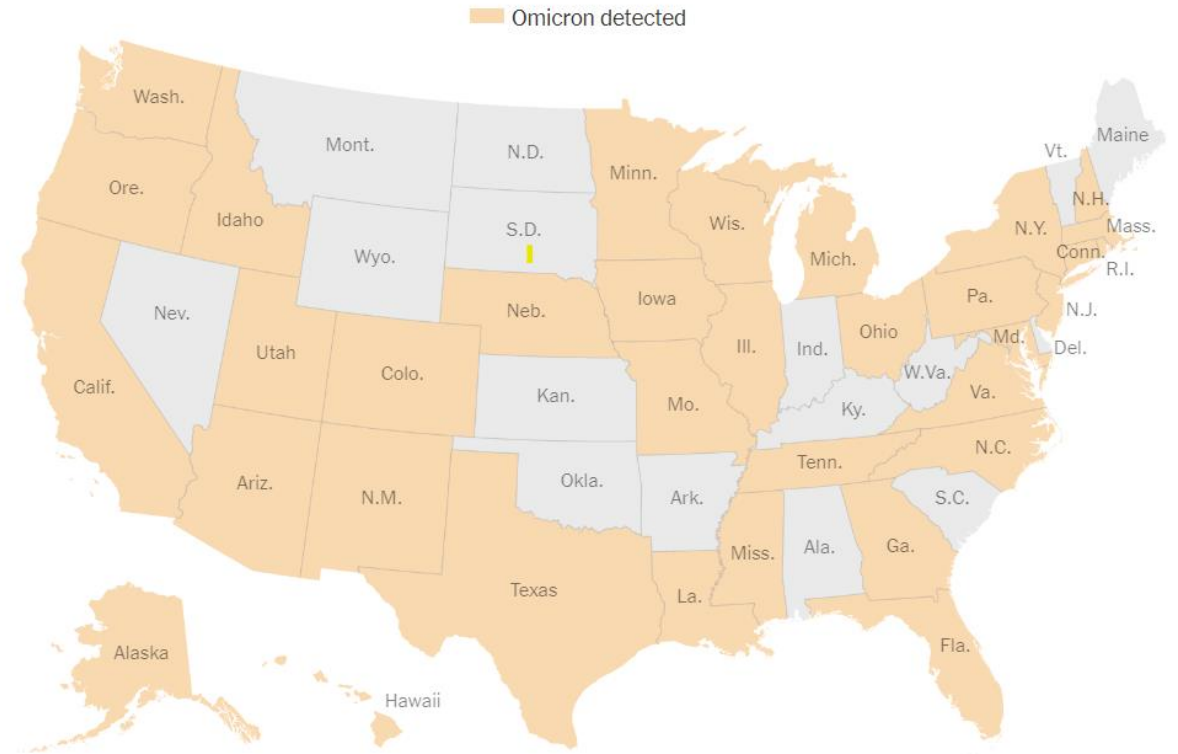 Omicron detected
Wash.
Mont.
N.D.
Minn.
Maine
Vt.
Ore.
Idaho
S.D.
Wis.
Mich.
N.Y.
N.H.
Mass.
Conn.
R.I.
Wyo.
Nev.
Neb.
Iowa
Pa.
N.J.
Utah
Colo.
Ill.
Ind.
Ohio
Md.
Del.
Calif.
Kan.
Mo.
Ky.
W.Va.
Va.
Ariz.
N.M.
Okla.
Ark.
Tenn.
N.C.
S.C.
Texas
La.
Miss.
Ala.
Ga.
Fla.
Alaska
Hawaii